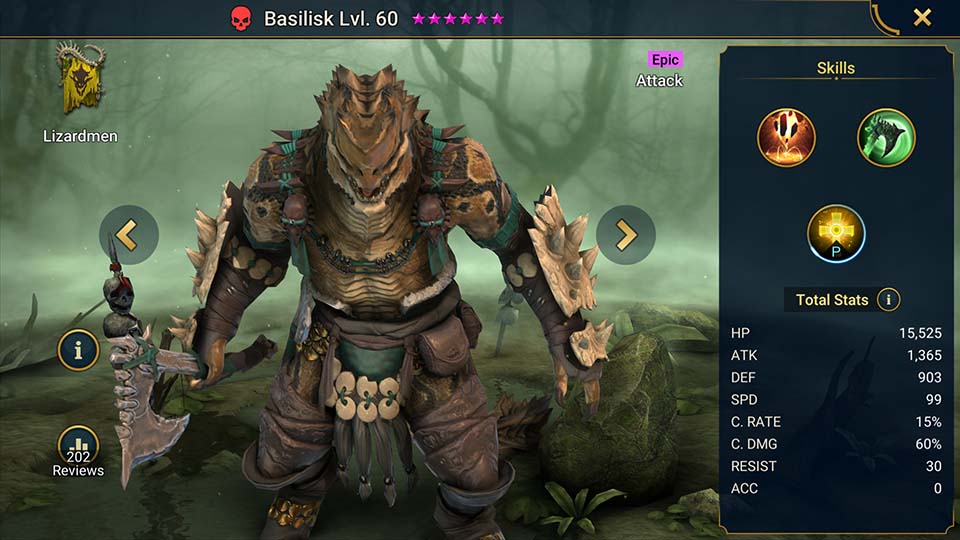 Basilisk Lvl. 60
Epic
Attack
Lizardmen
202
Reviews
Skills
P
Total Stats i
HP 15,525
ATK 1,365
DEF 903
SPD 99
C. RATE 15%
C. DMG 60%
RESIST 30
ACC 0
i